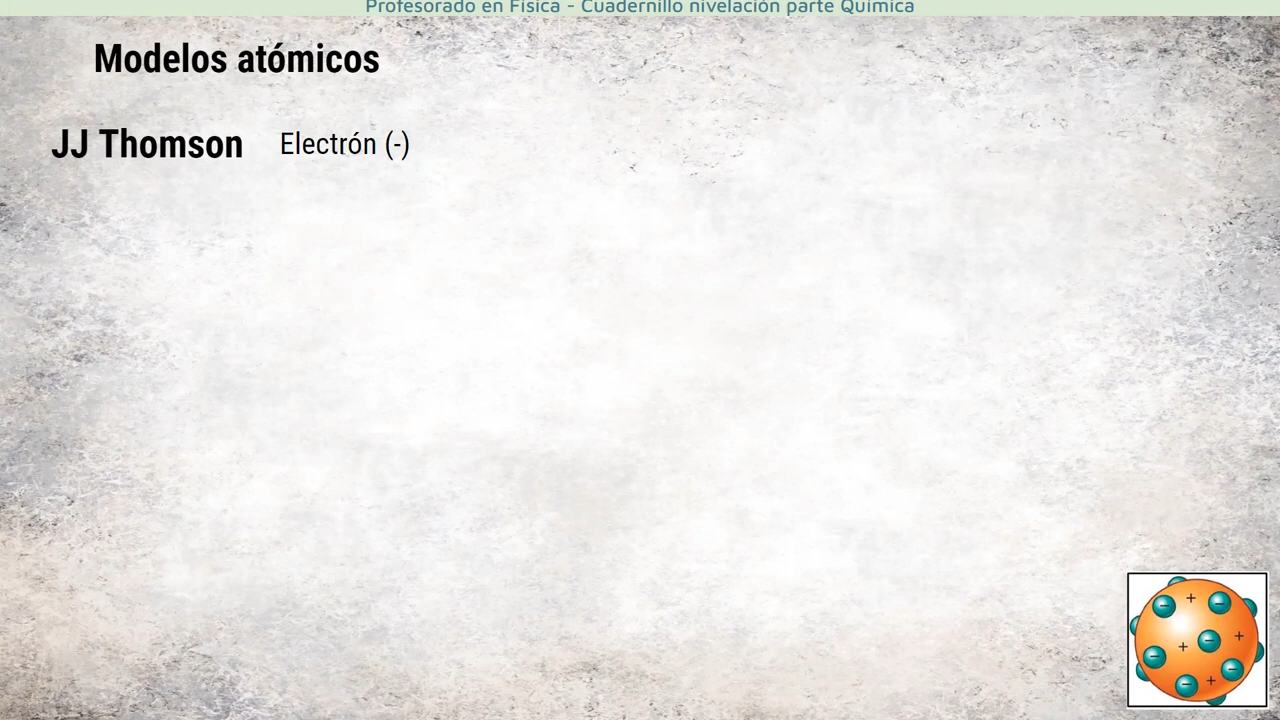 Profesorado en Física - Cuadernillo nivelación parte Química
Modelos atómicos
JJ Thomson Electrón (-)
- + -
+
- + -
- -
- +